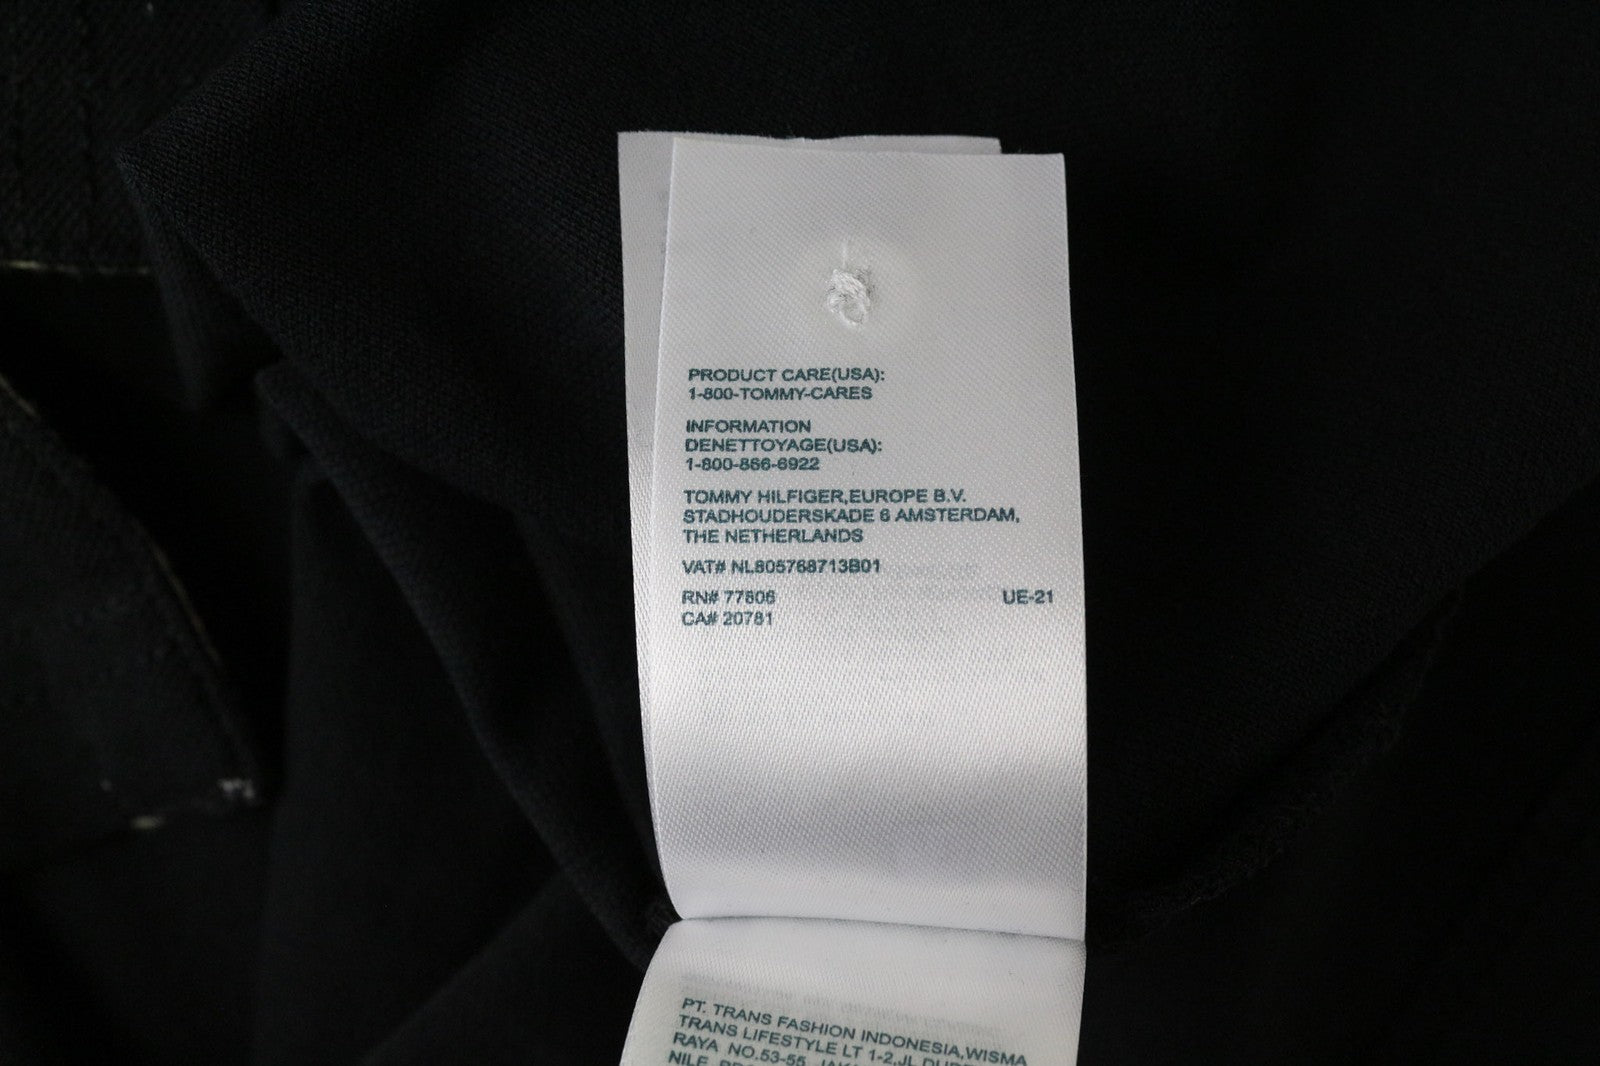 PRODUCT CARE(USA):
1-800-TOMMY-CARES
INFORMATION
DENETTOYAGE(USA):
1-800-866-6922
TOMMY HILFIGER,EUROPE B.V.
STADHOUDERSKADE 6 AMSTERDAM,
THE NETHERLANDS
VAT# NL805768713B01
RN# 77806 UE-21
CA# 20781
PT. TRANS FASHION INDONESIA,WISMA
TRANS LIFESTYLE LT 1-2,JL
RAYA NO.53-55,
NILE